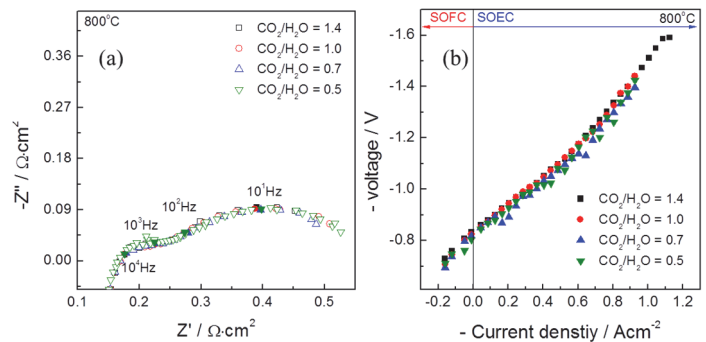 800°C
(a)
CO₂/H₂O = 1.4
CO₂/H₂O = 1.0
CO₂/H₂O = 0.7
CO₂/H₂O = 0.5
0.36
0.27
0.18
0.09
0.00
-Z" / Ω·cm²
10⁴Hz
10³Hz
10²Hz
10¹Hz
0.1 0.2 0.3 0.4 0.5
Z' / Ω·cm²
SOFC SOEC 800°C
(b)
-1.6
-1.4
-1.2
-1.0
-0.8
- voltage / V
CO₂/H₂O = 1.4
CO₂/H₂O = 1.0
CO₂/H₂O = 0.7
CO₂/H₂O = 0.5
-0.2 0.0 0.2 0.4 0.6 0.8 1.0 1.2
- Current denstiy / Acm⁻²